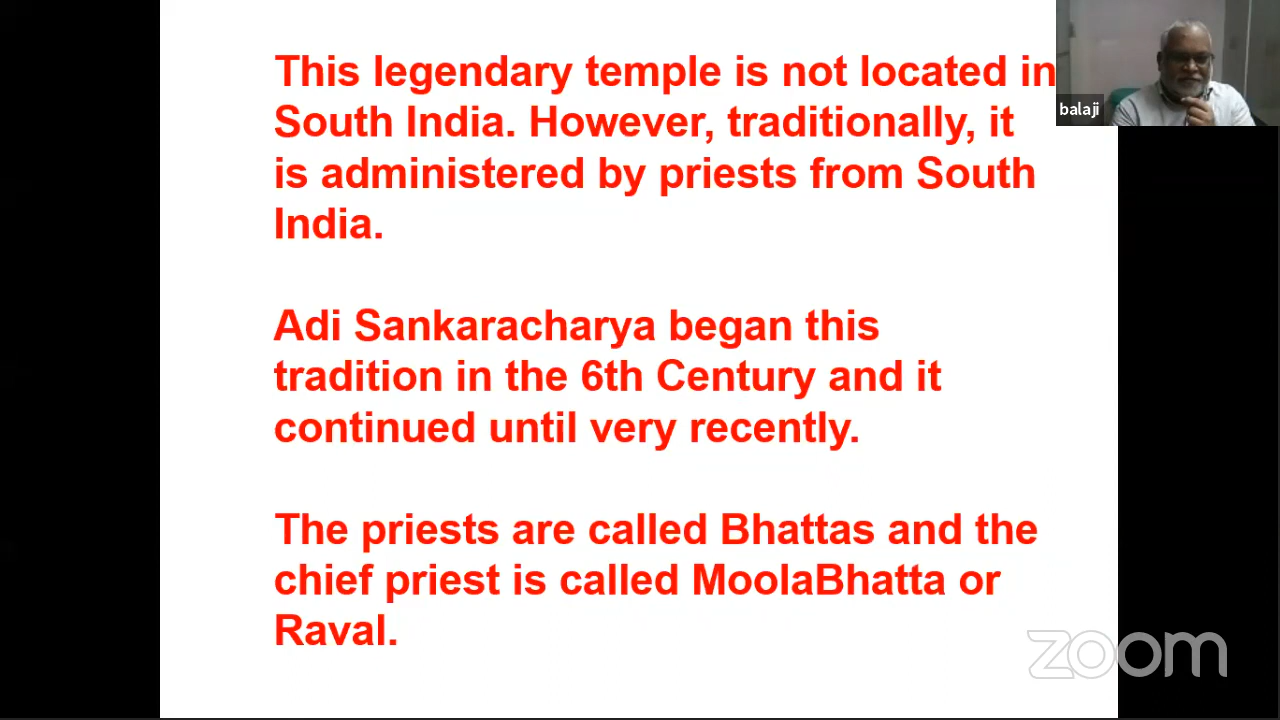 This legendary temple is not located in
South India. However, traditionally, it
is administered by priests from South
India.
Adi Sankaracharya began this
tradition in the 6th Century and it
continued until very recently.
The priests are called Bhattas and the
chief priest is called MoolaBhatta or
Raval.
balaji
zoom